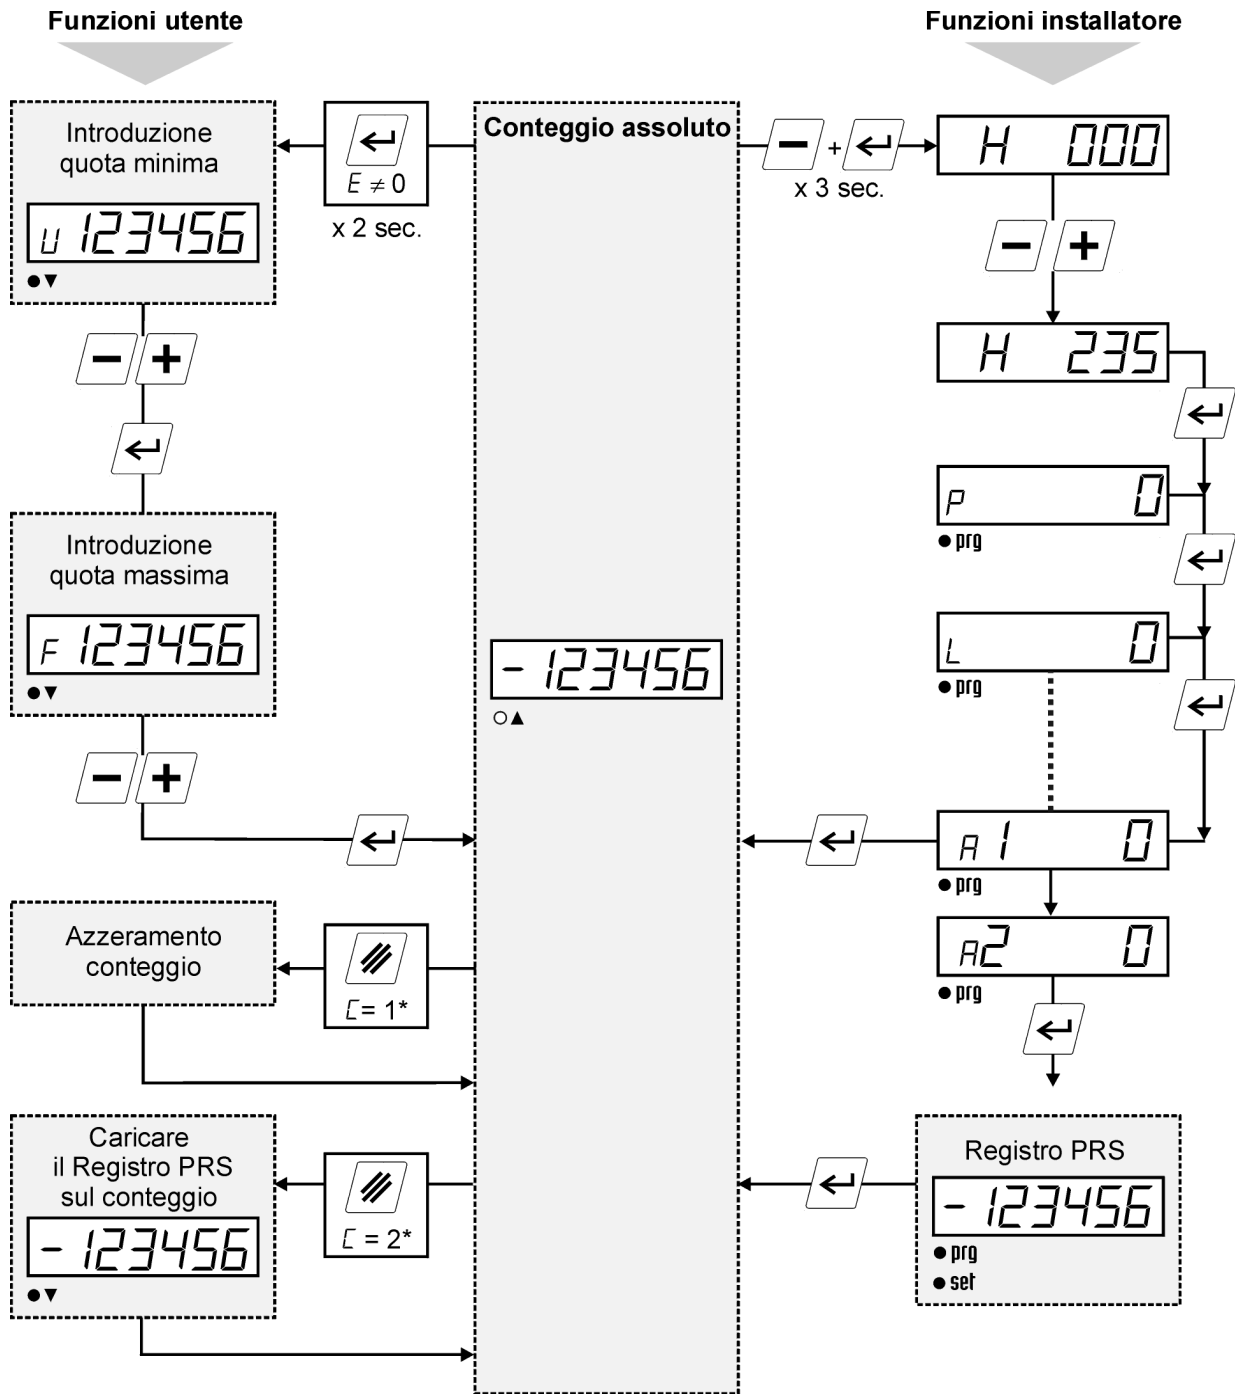 Funzioni utente
Funzioni installatore
Introduzione
quota minima
U 123456
E ≠ 0
x 2 sec.
Conteggio assoluto
+
x 3 sec.
H 000
H 235
P 0
prg
L 0
prg
Introduzione
quota massima
F 123456
-123456
A1 0
prg
A2 0
prg
Azzeramento
conteggio
C = 1*
Caricare
il Registro PRS
sul conteggio
-123456
C = 2*
Registro PRS
-123456
prg
set